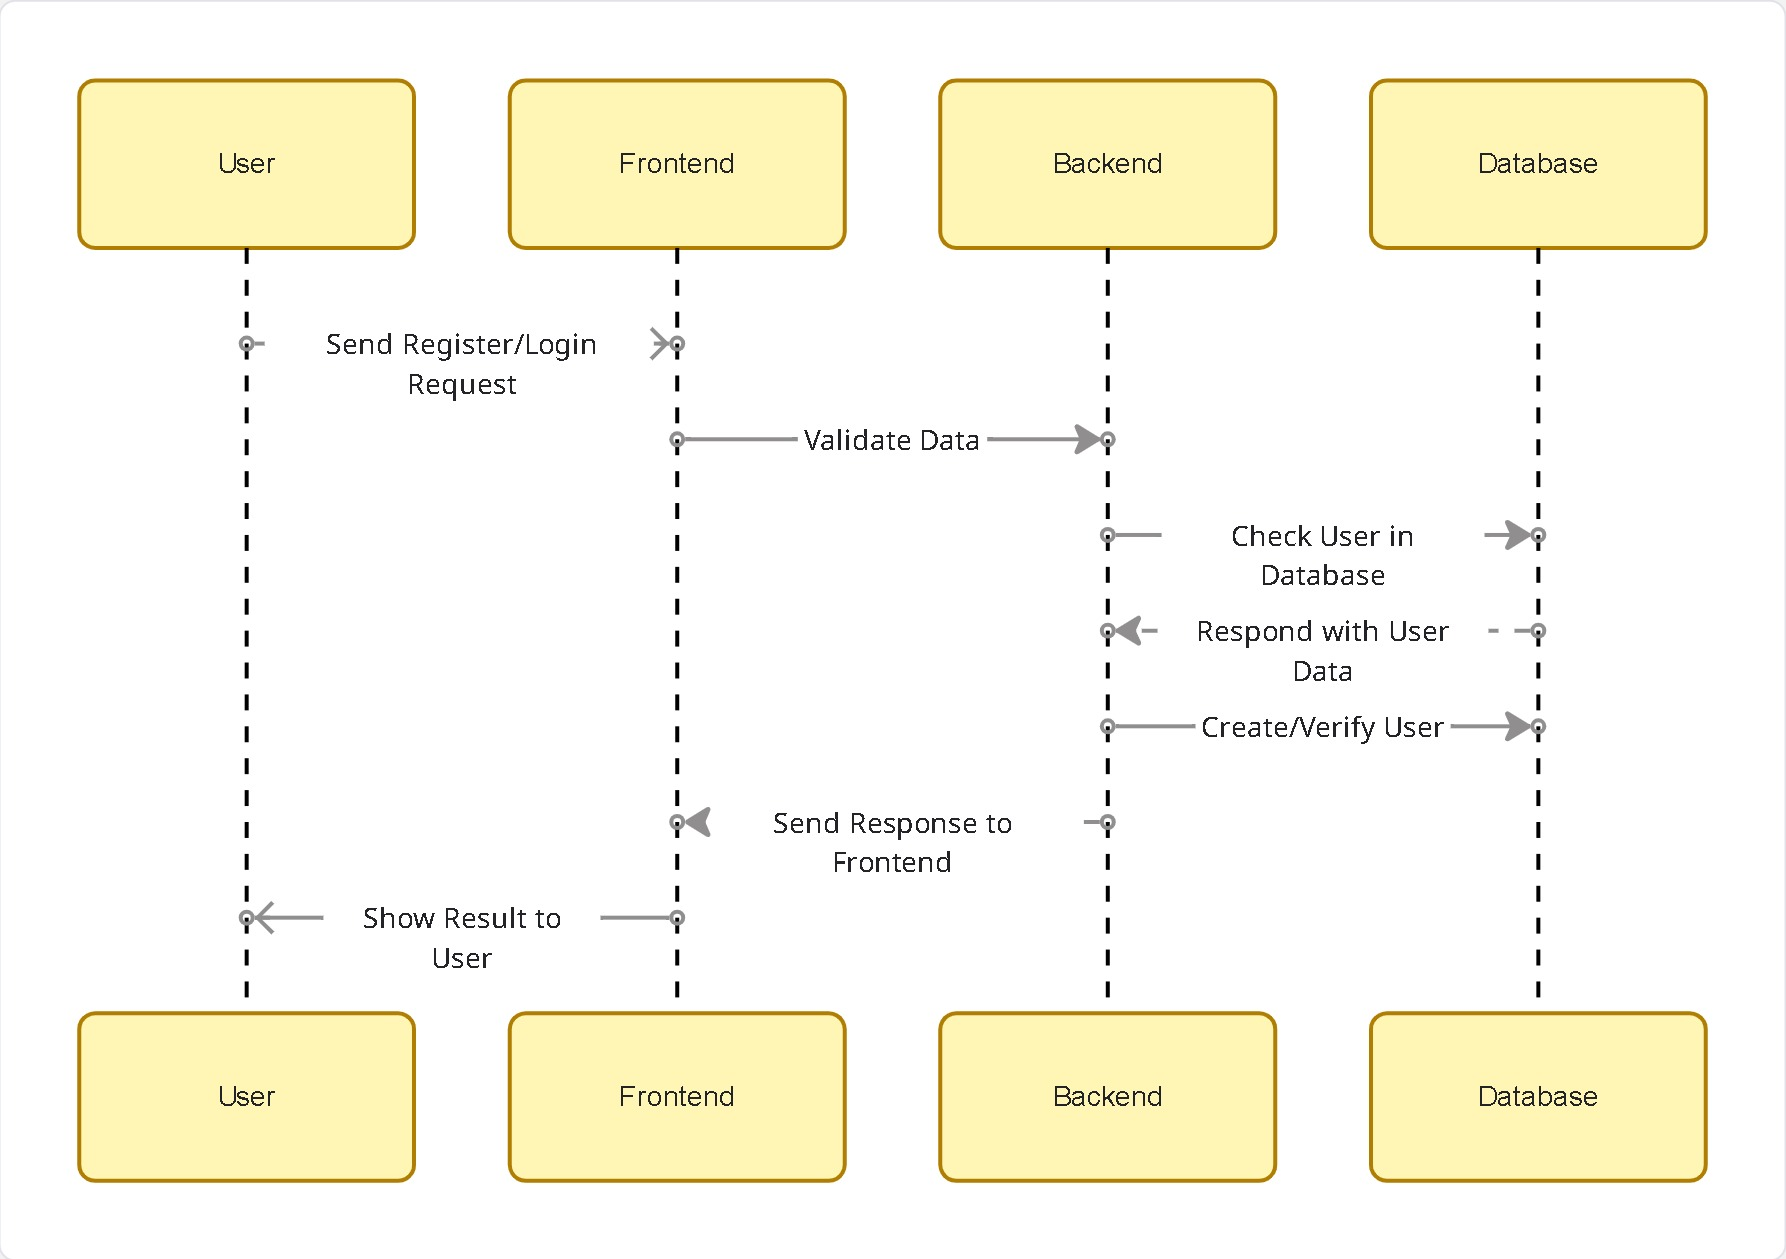 User
Frontend
Backend
Database
Send Register/Login
Request
Validate Data
Check User in
Database
Respond with User
Data
Create/Verify User
Send Response to
Frontend
Show Result to
User
User
Frontend
Backend
Database